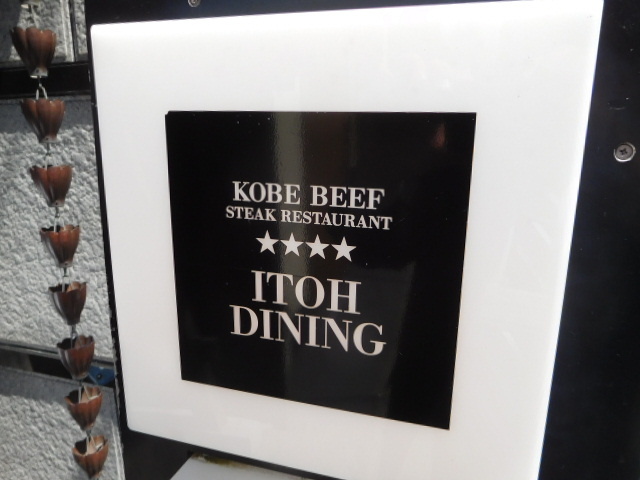 KOBE BEEF
STEAK RESTAURANT
★★★★
ITOH
DINING